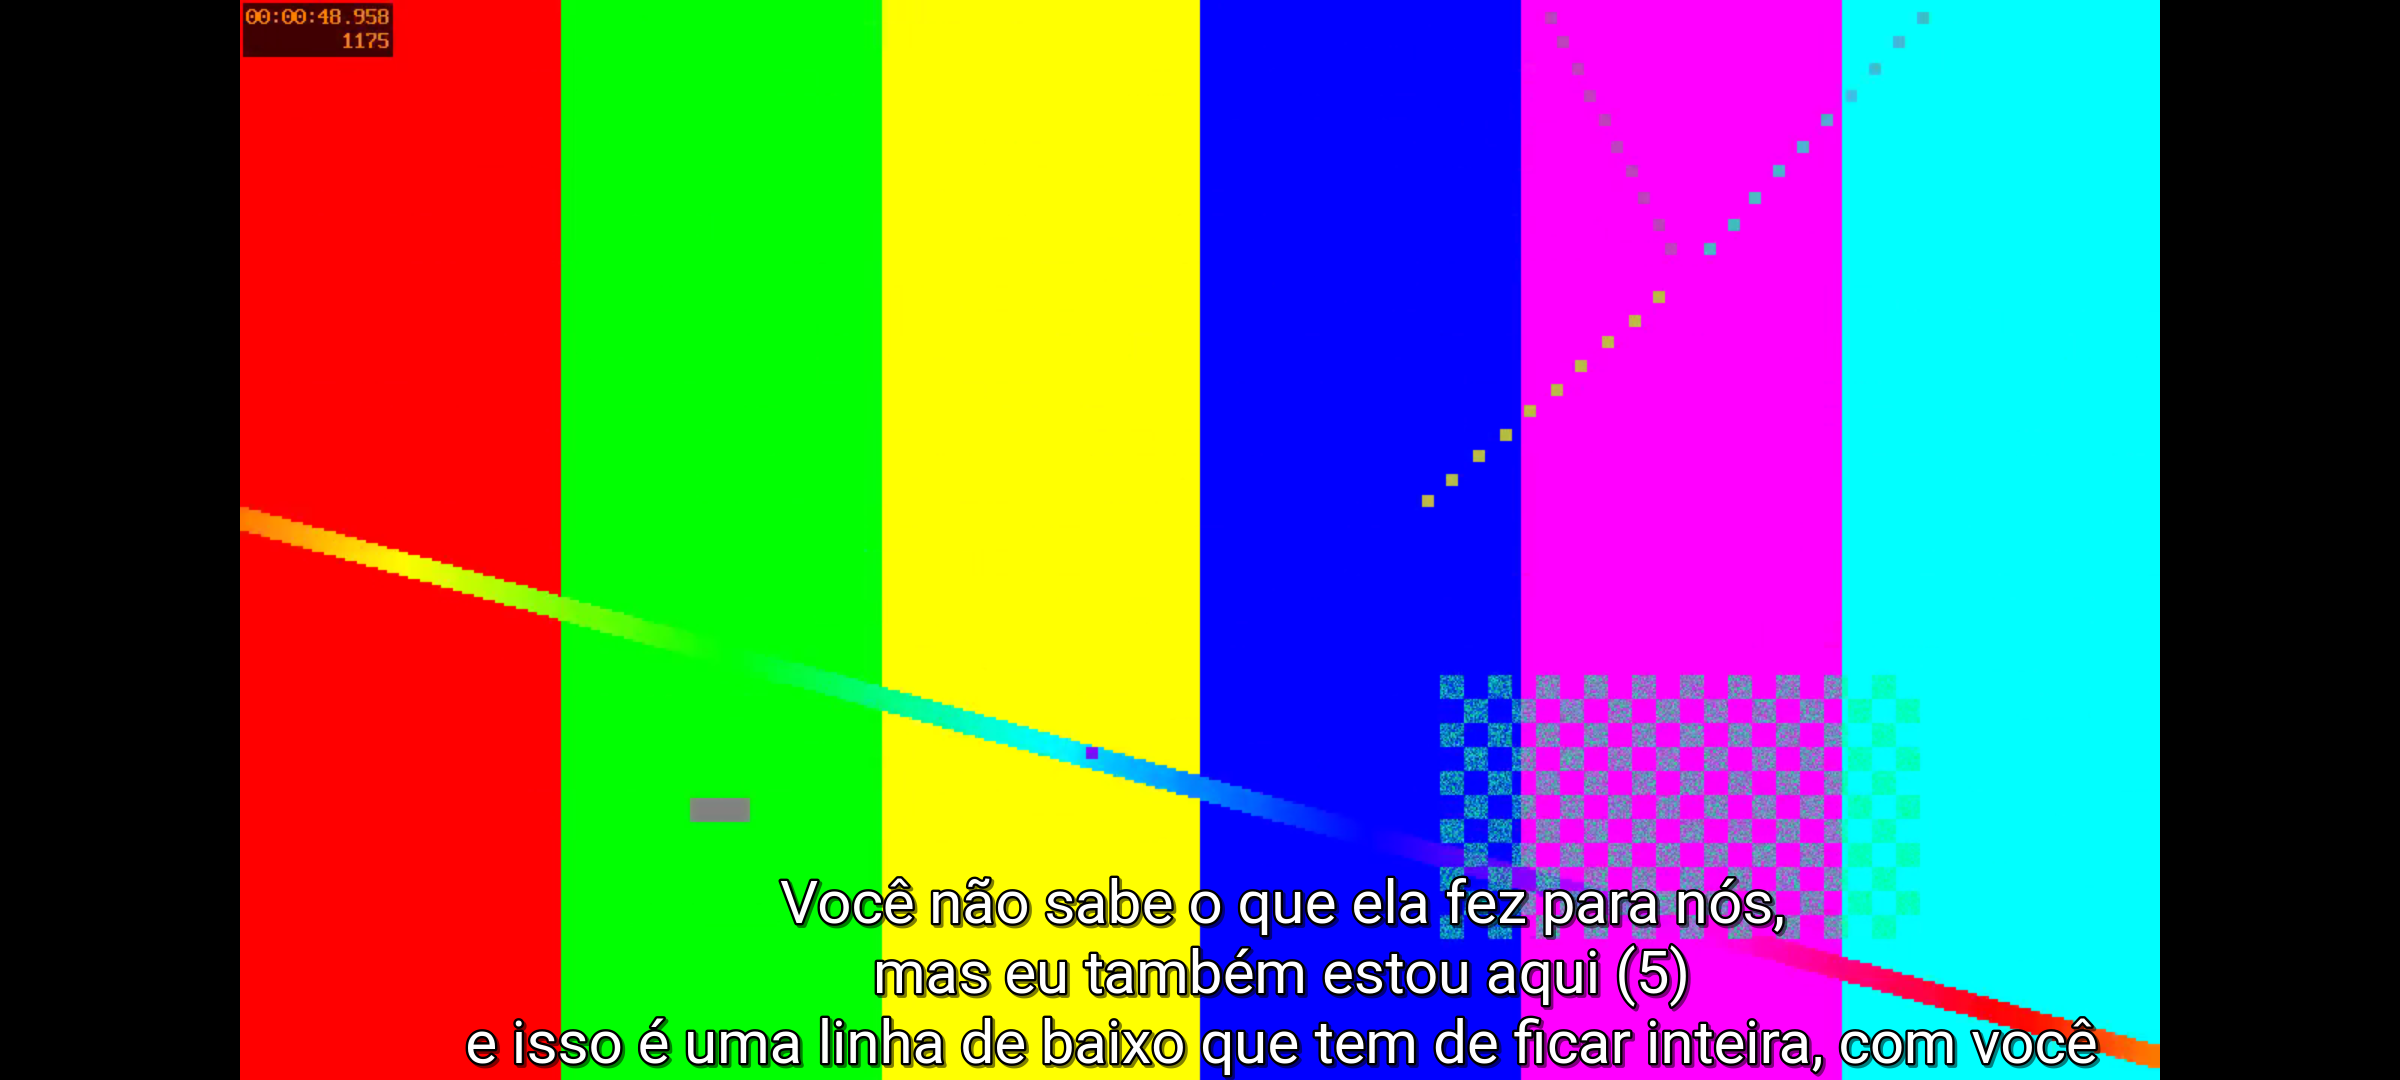 00:00:48.958
1175
Você não sabe o que ela fez para nós,
mas eu também estou aqui (5)
e isso é uma linha de baixo que tem de ficar inteira, com você